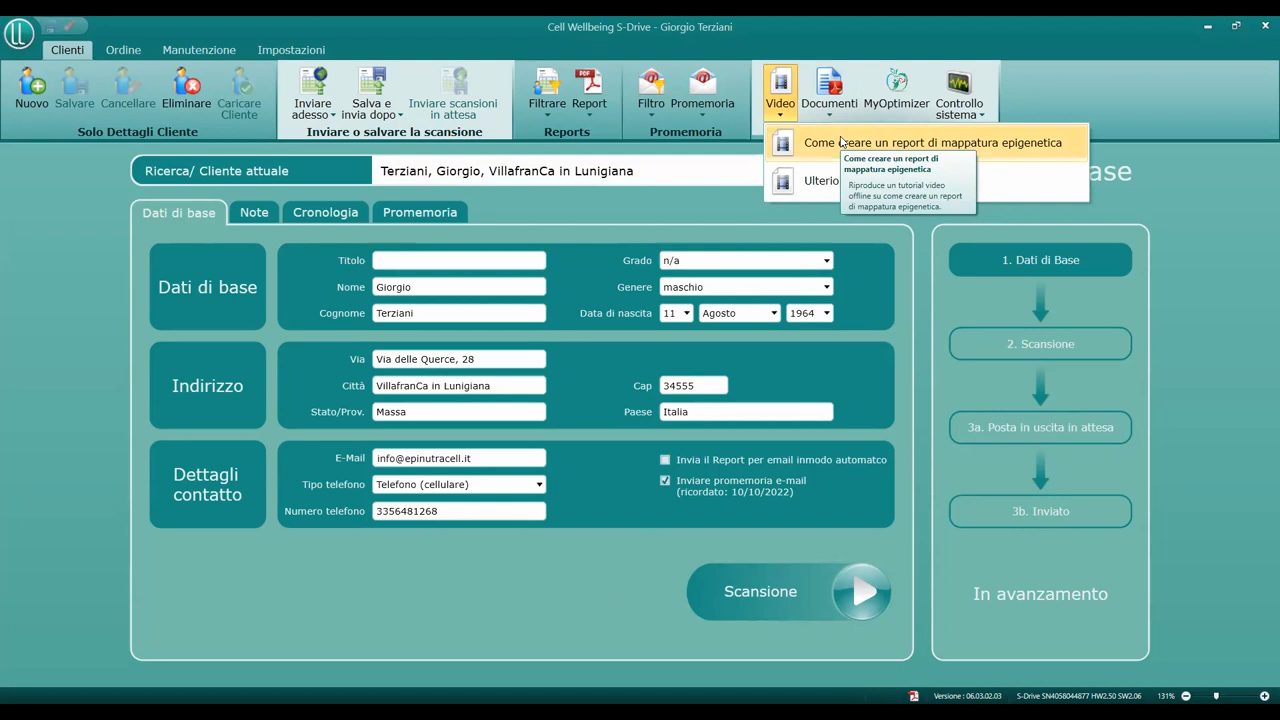 Cell Wellbeing S-Drive - Giorgio Terziani
Clienti Ordine Manutenzione Impostazioni
Nuovo Salvare Cancellare Eliminare Caricare Cliente
Solo Dettagli Cliente
Inviare adesso Salva e invia dopo Inviare scansioni in attesa
Inviare o salvare la scansione
Filtrare Report
Reports
Filtro Promemoria
Promemoria
Video Documenti MyOptimizer Controllo sistema
Come creare un report di mappatura epigenetica
Come creare un report di
mappatura epigenetica
Riproduce un tutorial video
offline su come creare un report
di mappatura epigenetica.
Ricerca/ Cliente attuale Terziani, Giorgio, VillafranCa in Lunigiana
Dati di base Note Cronologia Promemoria
Dati di base
Titolo
Grado n/a
Nome Giorgio
Genere maschio
Cognome Terziani
Data di nascita 11 Agosto 1964
Indirizzo
Via Via delle Querce, 28
Città VillafranCa in Lunigiana
Cap 34555
Stato/Prov. Massa
Paese Italia
Dettagli
contatto
E-Mail info@epinutracell.it
Invia il Report per email inmodo automatco
Tipo telefono Telefono (cellulare)
Inviare promemoria e-mail
(ricordato: 10/10/2022)
Numero telefono 3356481268
Scansione
1. Dati di Base
2. Scansione
3a. Posta in uscita in attesa
3b. Inviato
In avanzamento
Versione : 06.03.02.03 S-Drive SN4058044877 HW2.50 SW2.06 131%